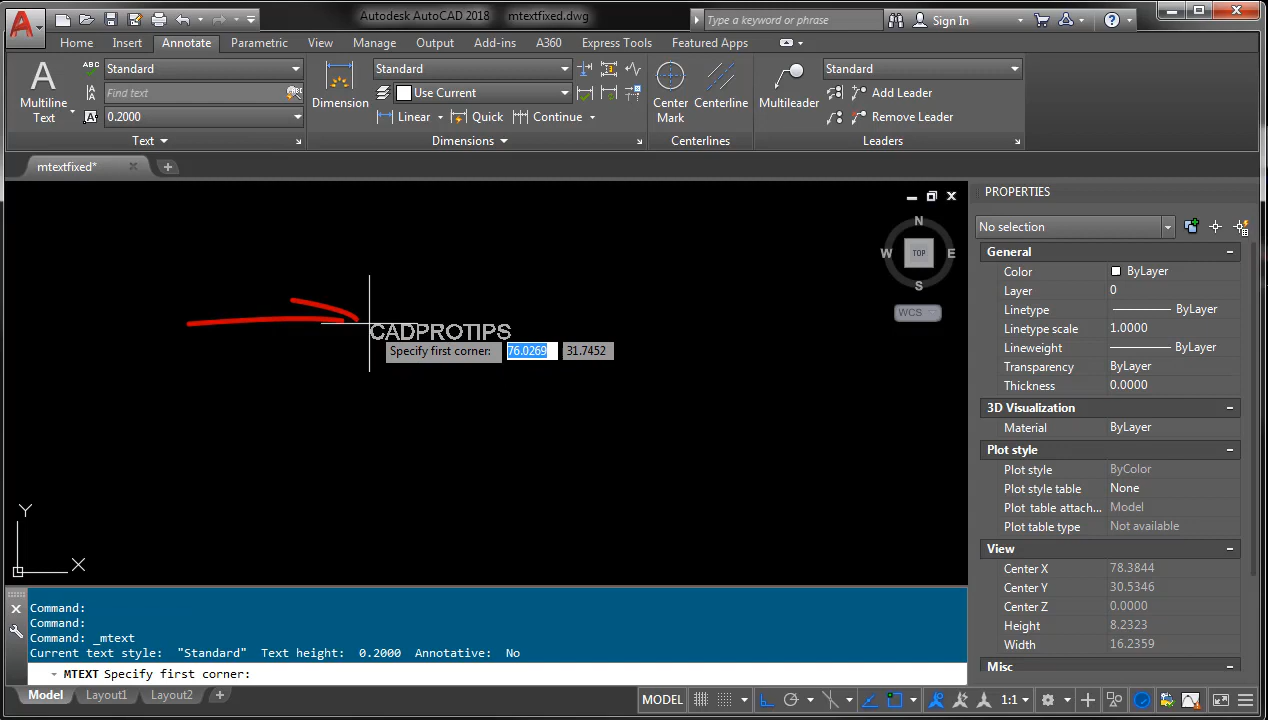 Autodesk AutoCAD 2018 mtextfixed.dwg
Type a keyword or phrase
Sign In
Home Insert Annotate Parametric View Manage Output Add-ins A360 Express Tools Featured Apps
A
Multiline
Text
ABC
Standard
Find text
0.2000
Text
Dimension
Standard
Use Current
Linear Quick Continue
Dimensions
Center
Mark
Centerline
Centerlines
Multileader
Standard
Add Leader
Remove Leader
Leaders
mtextfixed*
CADPROTIPS
Specify first corner: 76.0269 31.7452
N
W TOP E
S
WCS
Y
X
PROPERTIES
No selection
General
Color ByLayer
Layer 0
Linetype ByLayer
Linetype scale 1.0000
Lineweight ByLayer
Transparency ByLayer
Thickness 0.0000
3D Visualization
Material ByLayer
Plot style
Plot style ByColor
Plot style table None
Plot table attach... Model
Plot table type Not available
View
Center X 78.3844
Center Y 30.5346
Center Z 0.0000
Height 8.2323
Width 16.2359
Misc
Command:
Command:
Command: _mtext
Current text style: "Standard" Text height: 0.2000 Annotative: No
MTEXT Specify first corner:
Model Layout1 Layout2 +
MODEL 1:1